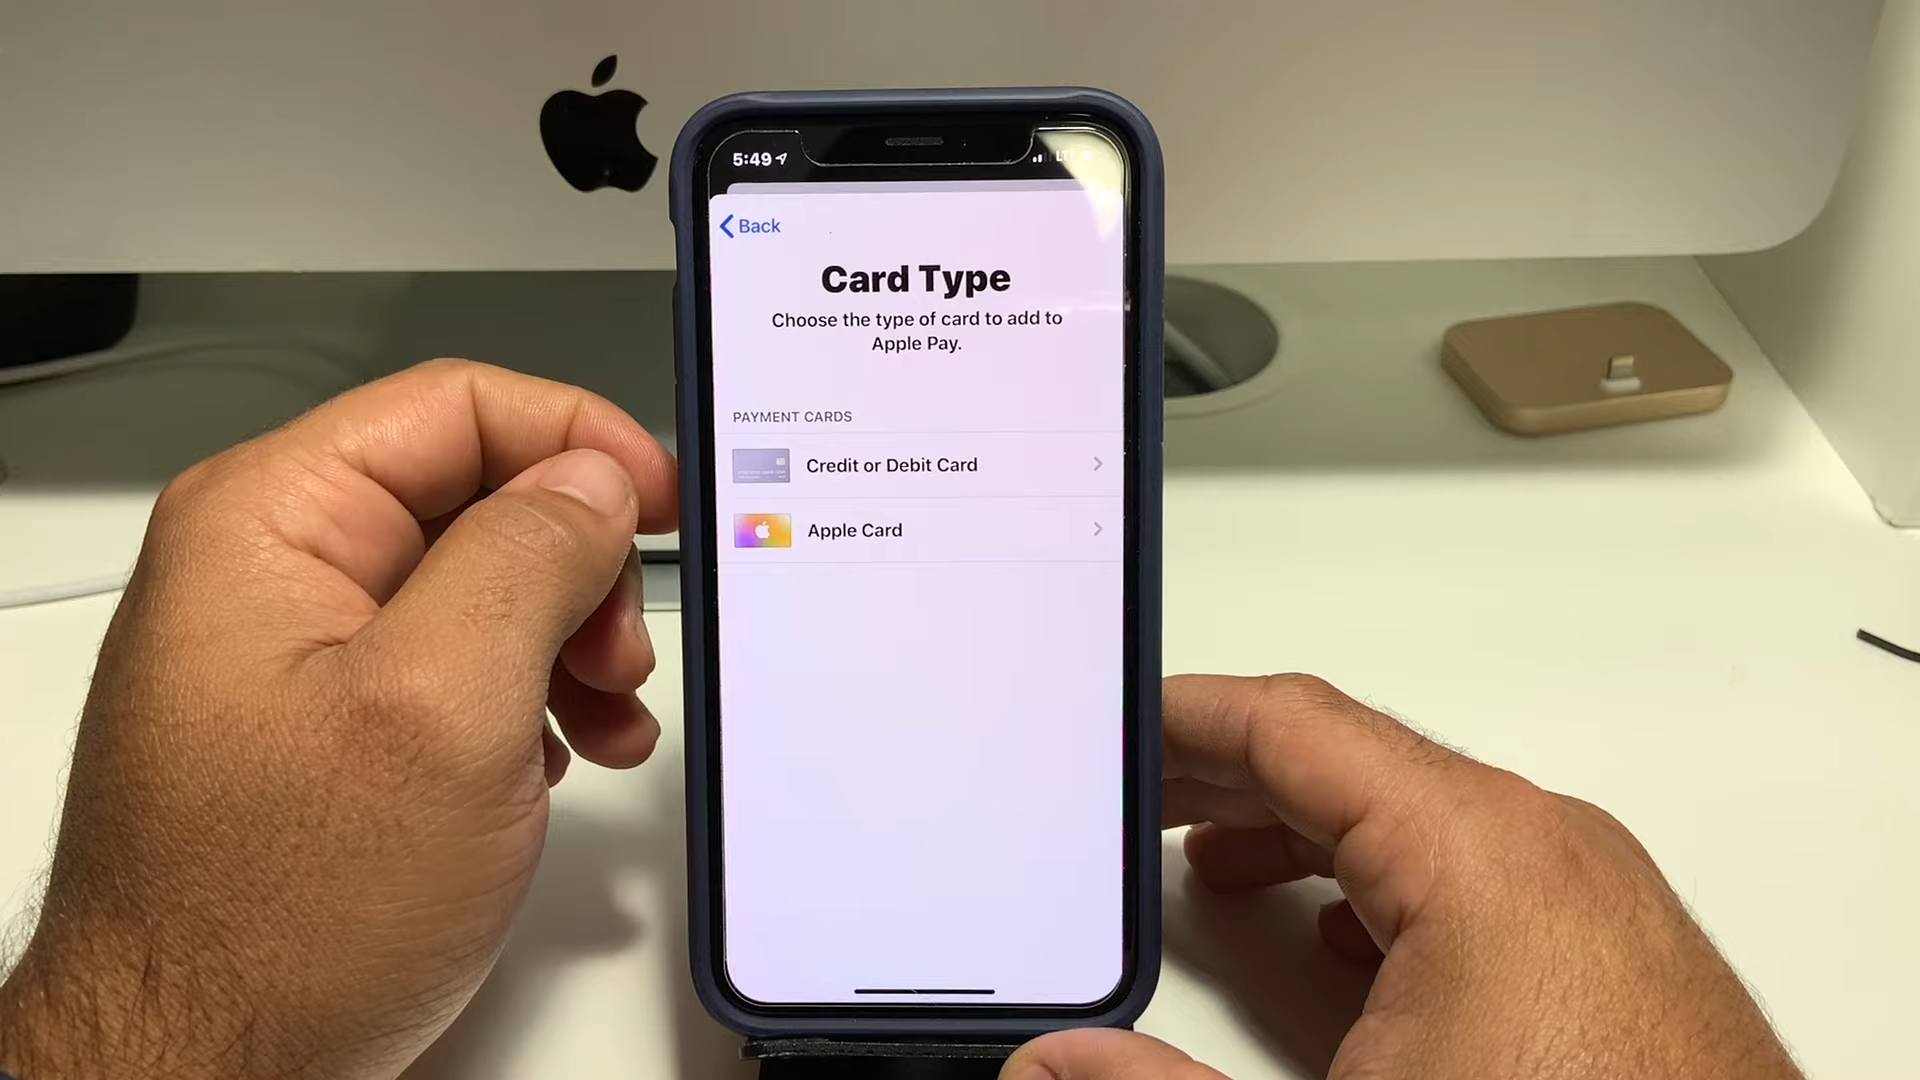 5:49
LTE
Back
Card Type
Choose the type of card to add to
Apple Pay.
PAYMENT CARDS
Credit or Debit Card
Apple Card